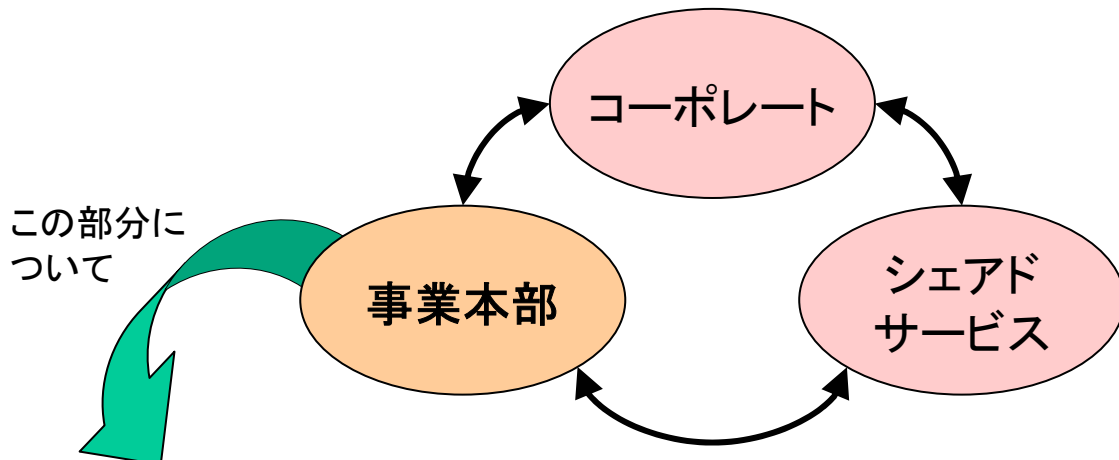 コーポレート
この部分に
ついて
事業本部
シェアド
サービス